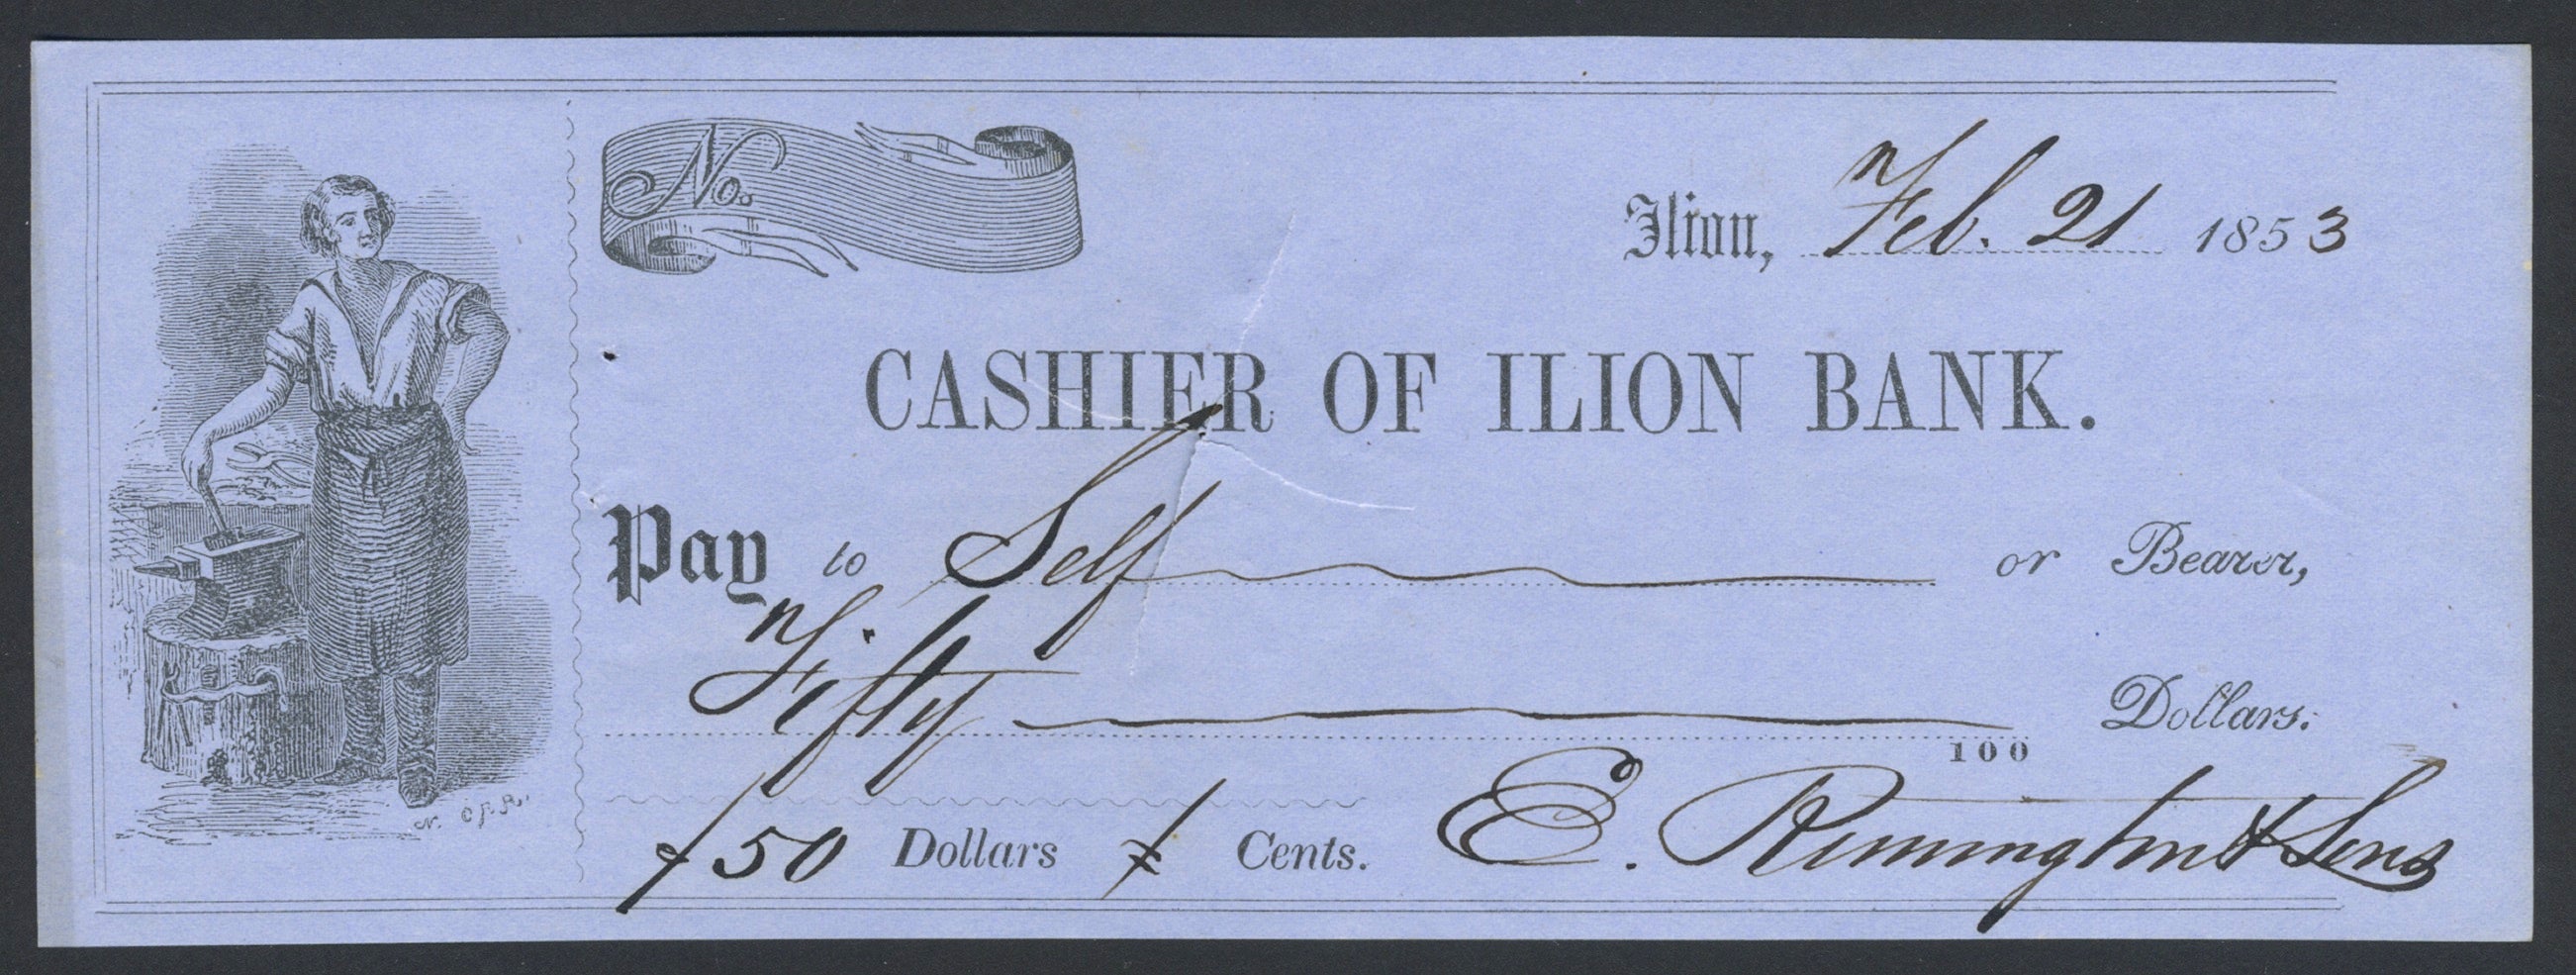 No.
Ilion, Feb. 21 1853
CASHIER OF ILION BANK.
Pay to Self or Bearer,
Fifty Dollars.
100
$50 Dollars Cents.
E. Remington & Sons
N. O & R.